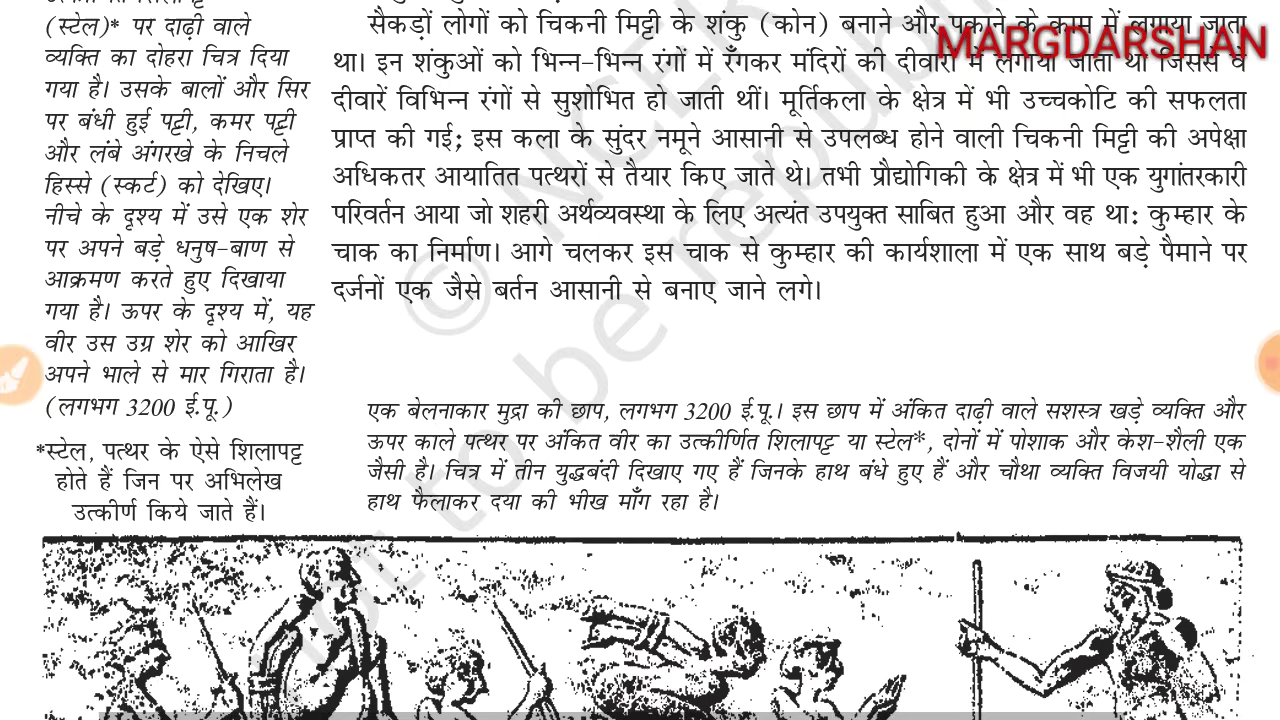 (स्टेल)* पर दाढ़ी वाले
व्यक्ति का दोहरा चित्र दिया
गया है। उसके बालों और सिर
पर बंधी हुई पट्टी, कमर पट्टी
और लंबे अंगरखे के निचले
हिस्से (स्कर्ट) को देखिए।
नीचे के दृश्य में उसे एक शेर
पर अपने बड़े धनुष-बाण से
आक्रमण करते हुए दिखाया
गया है। ऊपर के दृश्य में, यह
वीर उस उग्र शेर को आखिर
अपने भाले से मार गिराता है।
(लगभग 3200 ई.पू.)
*स्टेल, पत्थर के ऐसे शिलापट्ट
होते हैं जिन पर अभिलेख
उत्कीर्ण किये जाते हैं।
सैकड़ों लोगों को चिकनी मिट्टी के शंकु (कोन) बनाने और पकाने के काम में लगाया जाता
था। इन शंकुओं को भिन्न-भिन्न रंगों में रँगकर मंदिरों की दीवारों में लगाया जाता था जिससे वे
दीवारें विभिन्न रंगों से सुशोभित हो जाती थीं। मूर्तिकला के क्षेत्र में भी उच्चकोटि की सफलता
प्राप्त की गई; इस कला के सुंदर नमूने आसानी से उपलब्ध होने वाली चिकनी मिट्टी की अपेक्षा
अधिकतर आयातित पत्थरों से तैयार किए जाते थे। तभी प्रौद्योगिकी के क्षेत्र में भी एक युगांतरकारी
परिवर्तन आया जो शहरी अर्थव्यवस्था के लिए अत्यंत उपयुक्त साबित हुआ और वह था: कुम्हार के
चाक का निर्माण। आगे चलकर इस चाक से कुम्हार की कार्यशाला में एक साथ बड़े पैमाने पर
दर्जनों एक जैसे बर्तन आसानी से बनाए जाने लगे।
MARGDARSHAN
एक बेलनाकार मुद्रा की छाप, लगभग 3200 ई.पू.। इस छाप में अंकित दाढ़ी वाले सशस्त्र खड़े व्यक्ति और
ऊपर काले पत्थर पर अंकित वीर का उत्कीर्णित शिलापट्ट या स्टेल*, दोनों में पोशाक और केश-शैली एक
जैसी है। चित्र में तीन युद्धबंदी दिखाए गए हैं जिनके हाथ बंधे हुए हैं और चौथा व्यक्ति विजयी योद्धा से
हाथ फैलाकर दया की भीख माँग रहा है।
© NCER
not to be republ